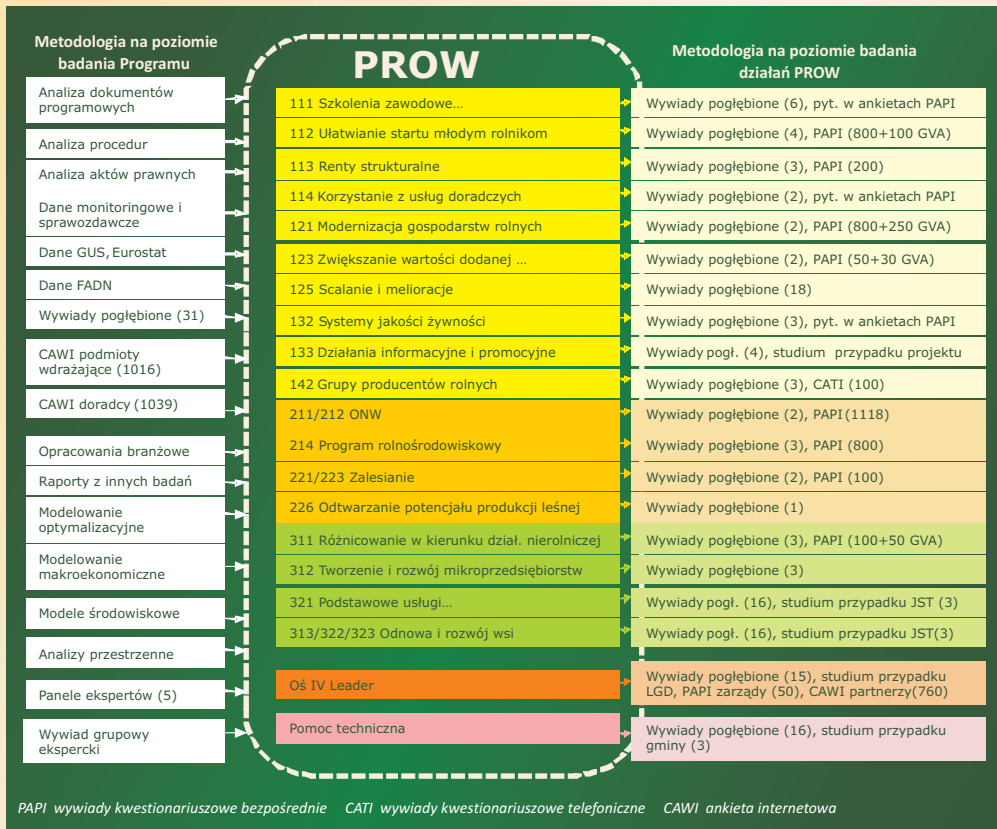 Metodologia na poziomie
badania Programu
Analiza dokumentów
programowych
Analiza procedur
Analiza aktów prawnych
Dane monitoringowe i
sprawozdawcze
Dane GUS, Eurostat
Dane FADN
Wywiady pogłębione (31)
CAWI podmioty
wdrażające (1016)
CAWI doradcy (1039)
Opracowania branżowe
Raporty z innych badań
Modelowanie
optymalizacyjne
Modelowanie
makroekonomiczne
Modele środowiskowe
Analizy przestrzenne
Panele ekspertów (5)
Wywiad grupowy
ekspercki
PROW
111 Szkolenia zawodowe...
112 Ułatwianie startu młodym rolnikom
113 Renty strukturalne
114 Korzystanie z usług doradczych
121 Modernizacja gospodarstw rolnych
123 Zwiększanie wartości dodanej ...
125 Scalanie i melioracje
132 Systemy jakości żywności
133 Działania informacyjne i promocyjne
142 Grupy producentów rolnych
211/212 ONW
214 Program rolnośrodowiskowy
221/223 Zalesianie
226 Odtwarzanie potencjału produkcji leśnej
311 Różnicowanie w kierunku dział. nierolniczej
312 Tworzenie i rozwój mikroprzedsiębiorstw
321 Podstawowe usługi...
313/322/323 Odnowa i rozwój wsi
Oś IV Leader
Pomoc techniczna
Metodologia na poziomie badania
działań PROW
Wywiady pogłębione (6), pyt. w ankietach PAPI
Wywiady pogłębione (4), PAPI (800+100 GVA)
Wywiady pogłębione (3), PAPI (200)
Wywiady pogłębione (2), pyt. w ankietach PAPI
Wywiady pogłębione (2), PAPI (800+250 GVA)
Wywiady pogłębione (2), PAPI (50+30 GVA)
Wywiady pogłębione (18)
Wywiady pogłębione (3), pyt. w ankietach PAPI
Wywiady pogł. (4), studium przypadku projektu
Wywiady pogłębione (3), CATI (100)
Wywiady pogłębione (2), PAPI (1118)
Wywiady pogłębione (3), PAPI (800)
Wywiady pogłębione (2), PAPI (100)
Wywiady pogłębione (1)
Wywiady pogłębione (3), PAPI (100+50 GVA)
Wywiady pogłębione (3)
Wywiady pogł. (16), studium przypadku JST (3)
Wywiady pogł. (16), studium przypadku JST(3)
Wywiady pogłębione (15), studium przypadku
LGD, PAPI zarządy (50), CAWI partnerzy(760)
Wywiady pogłębione (16), studium przypadku
gminy (3)
PAPI wywiady kwestionariuszowe bezpośrednie CATI wywiady kwestionariuszowe telefoniczne CAWI ankieta internetowa